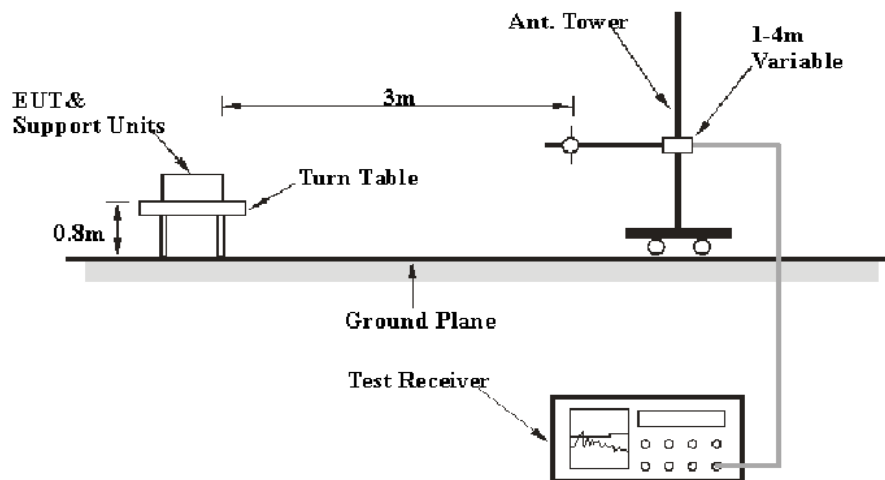 Ant. Tower
1-4m
Variable
3m
EUT&
Support Units
Turn Table
0.8m
Ground Plane
Test Receiver